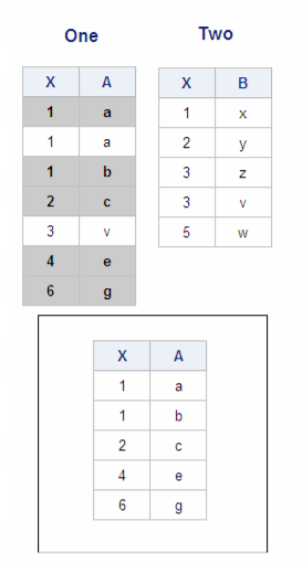 One Two
X A X B
1 a 1 x
1 a 2 y
1 b 3 z
2 c 3 v
3 v 5 w
4 e
6 g
X A
1 a
1 b
2 c
4 e
6 g